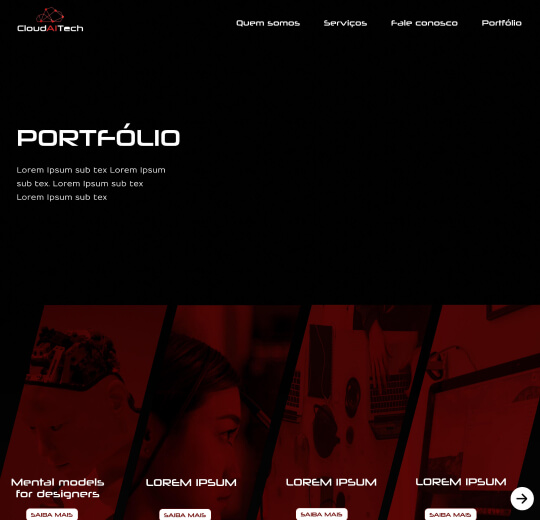 CloudAITech
Quem somos Serviços Fale conosco Portfólio
PORTFÓLIO
Lorem Ipsum sub tex Lorem Ipsum
sub tex. Lorem Ipsum sub tex
Lorem Ipsum sub tex
Mental models
for designers
SAIBA MAIS
LOREM IPSUM
SAIBA MAIS
LOREM IPSUM
SAIBA MAIS
LOREM IPSUM
SAIBA MAIS